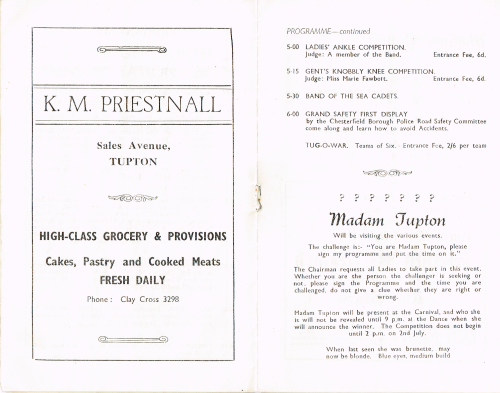 K. M. PRIESTNALL
Sales Avenue,
TUPTON
HIGH-CLASS GROCERY & PROVISIONS
Cakes, Pastry and Cooked Meats
FRESH DAILY
Phone: Clay Cross 3298
PROGRAMME—continued
5-00 LADIES' ANKLE COMPETITION.
Judge: A member of the Band. Entrance Fee, 6d.
5-15 GENT'S KNOBBLY KNEE COMPETITION.
Judge: Miss Marie Fawbert. Entrance Fee, 6d.
5-30 BAND OF THE SEA CADETS.
6-00 GRAND SAFETY FIRST DISPLAY
by the Chesterfield Borough Police Road Safety Committee
come along and learn how to avoid Accidents.
TUG-O-WAR. Teams of Six. Entrance Fee, 2/6 per team
? ? ? ? ? ? ?
Madam Tupton
Will be visiting the various events.
The challenge is:- "You are Madam Tupton, please
sign my programme and put the time on it."
The Chairman requests all Ladies to take part in this event.
Whether you are the person the challenger is seeking or
not, please sign the Programme and the time you are
challenged, do not give a clue whether they are right or
wrong.
Madam Tupton will be present at the Carnival, and who she
is will not be revealed until 9 p.m. at the Dance when she
will announce the winner. The Competition does not begin
until 2 p.m. on 2nd July.
When last seen she was brunette, may
now be blonde. Blue eyes, medium build